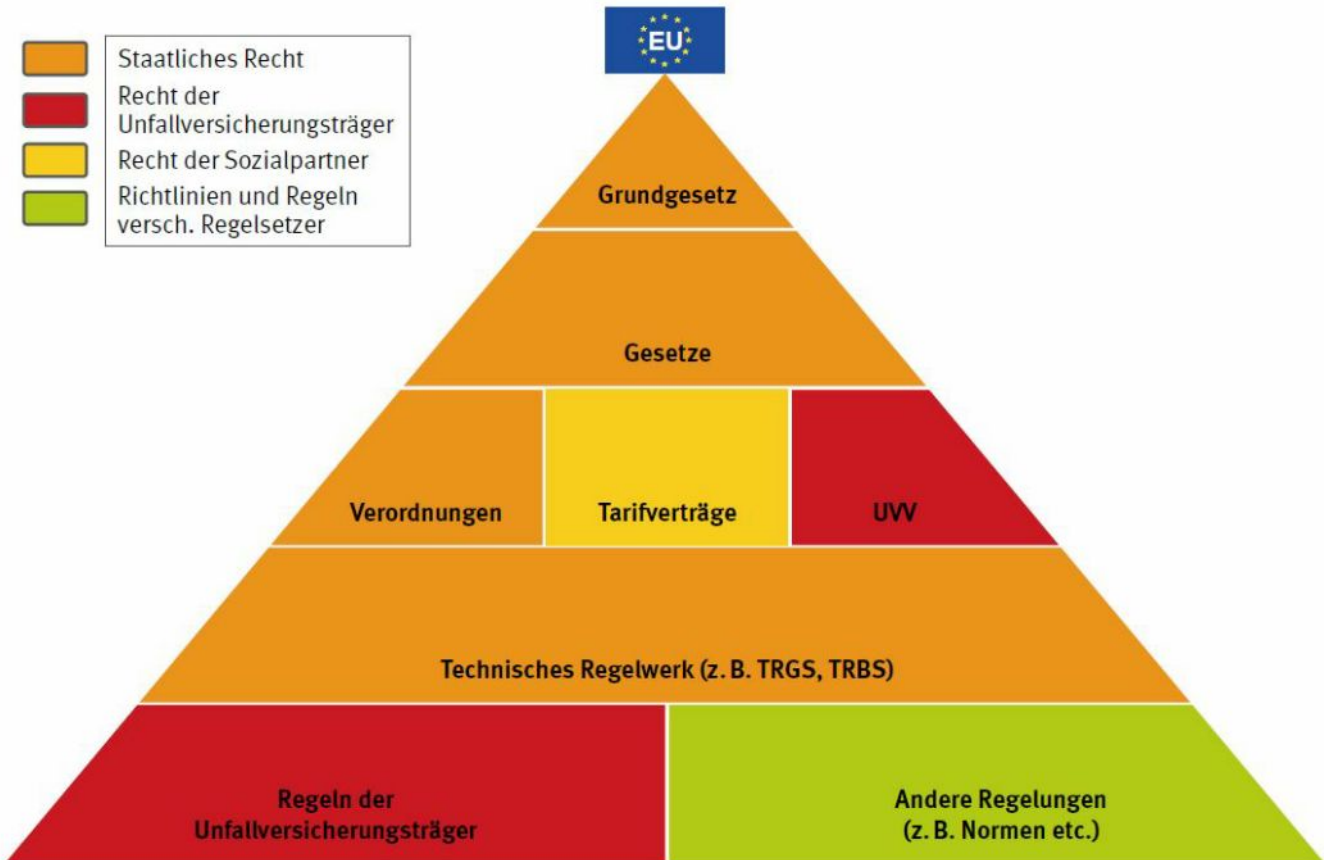 EU
Staatliches Recht
Recht der
Unfallversicherungsträger
Recht der Sozialpartner
Richtlinien und Regeln
versch. Regelsetzer
Grundgesetz
Gesetze
Verordnungen
Tarifverträge
UVV
Technisches Regelwerk (z. B. TRGS, TRBS)
Regeln der
Unfallversicherungsträger
Andere Regelungen
(z. B. Normen etc.)